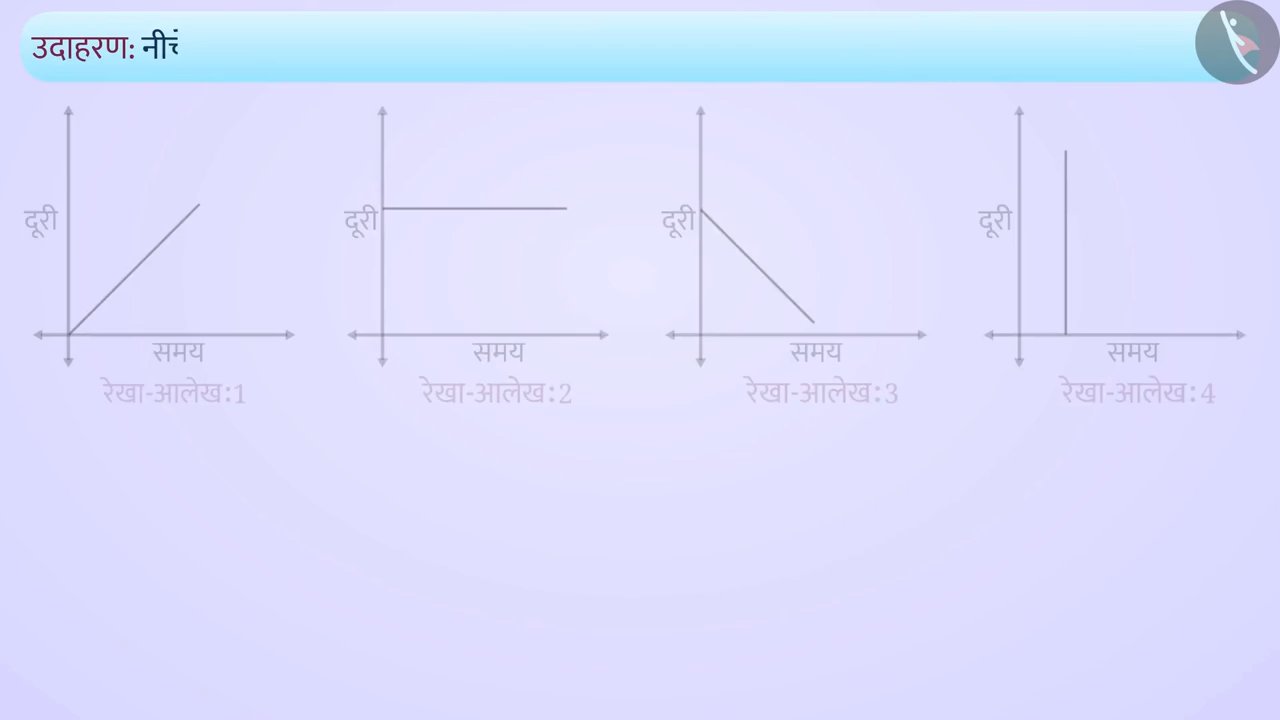 उदाहरण: नीचे
दूरी दूरी दूरी दूरी
समय समय समय समय
रेखा-आलेख:1 रेखा-आलेख:2 रेखा-आलेख:3 रेखा-आलेख:4